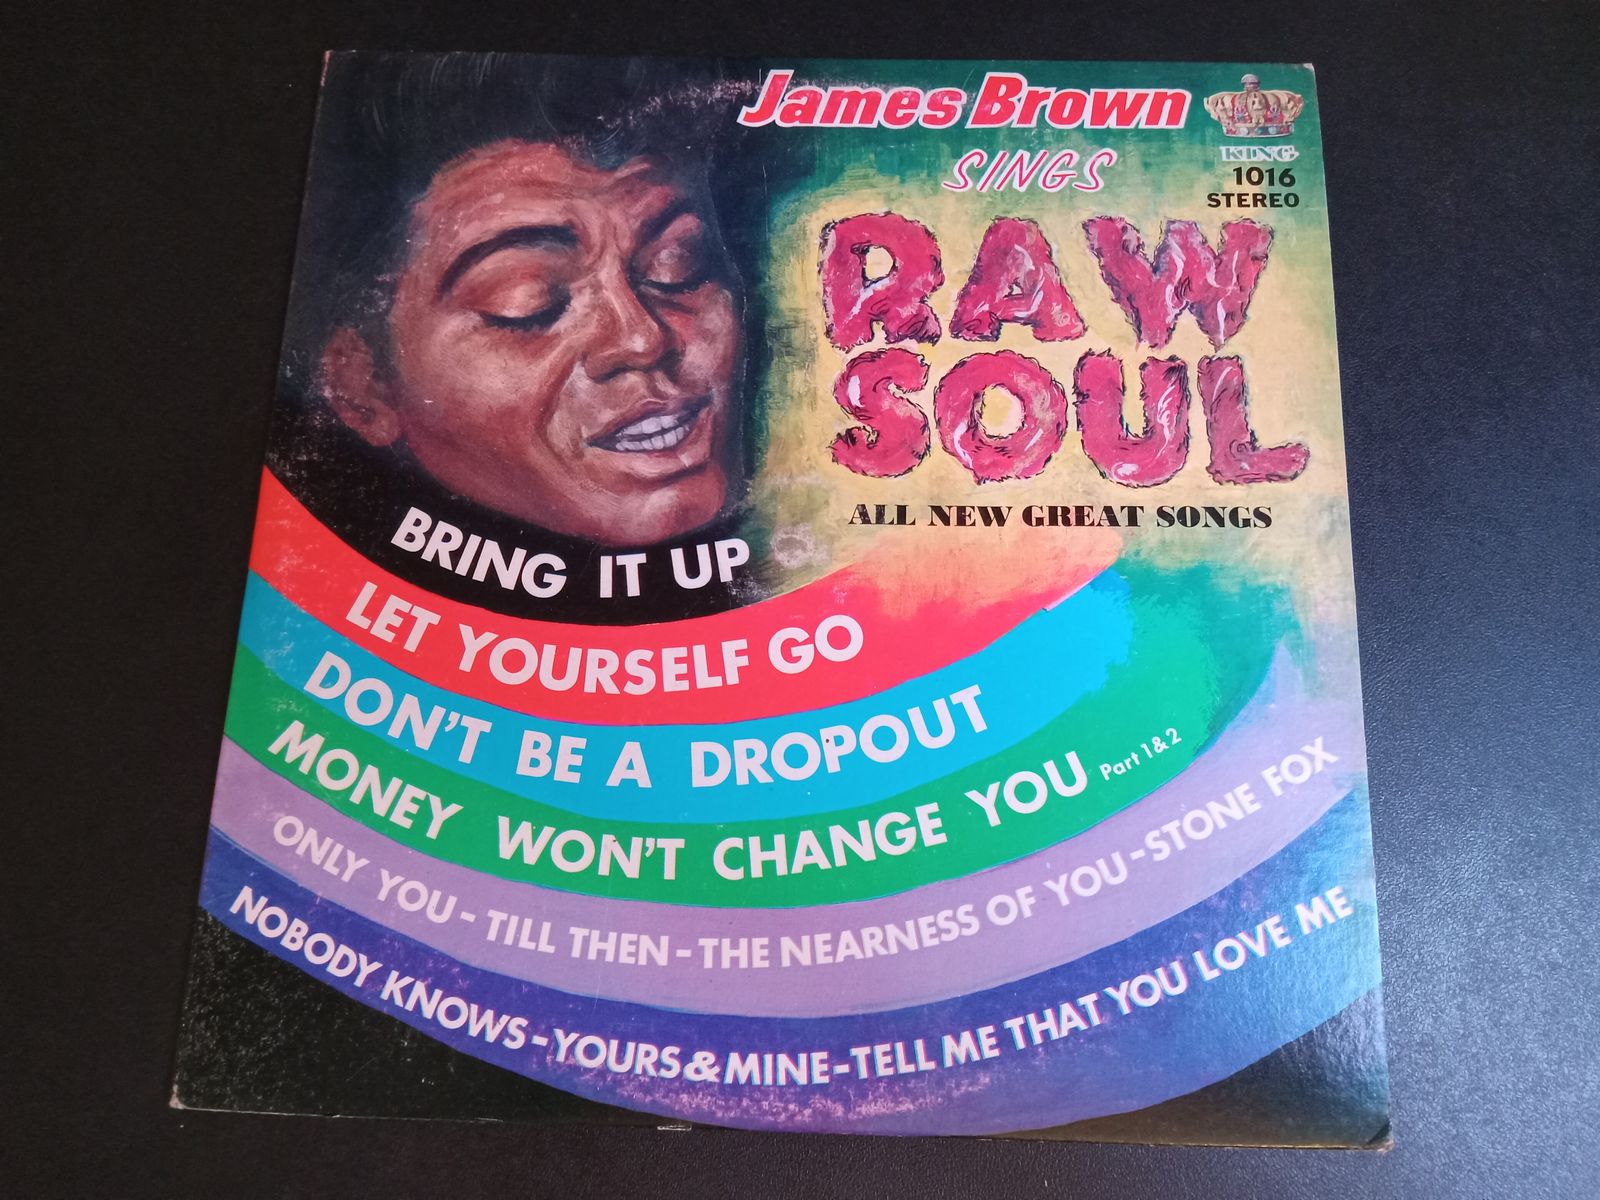 James Brown
SINGS
KING
1016
STEREO
RAW
SOUL
ALL NEW GREAT SONGS
BRING IT UP
LET YOURSELF GO
DON'T BE A DROPOUT
MONEY WON'T CHANGE YOU Part 1 & 2
ONLY YOU - TILL THEN - THE NEARNESS OF YOU - STONE FOX
NOBODY KNOWS - YOURS & MINE - TELL ME THAT YOU LOVE ME